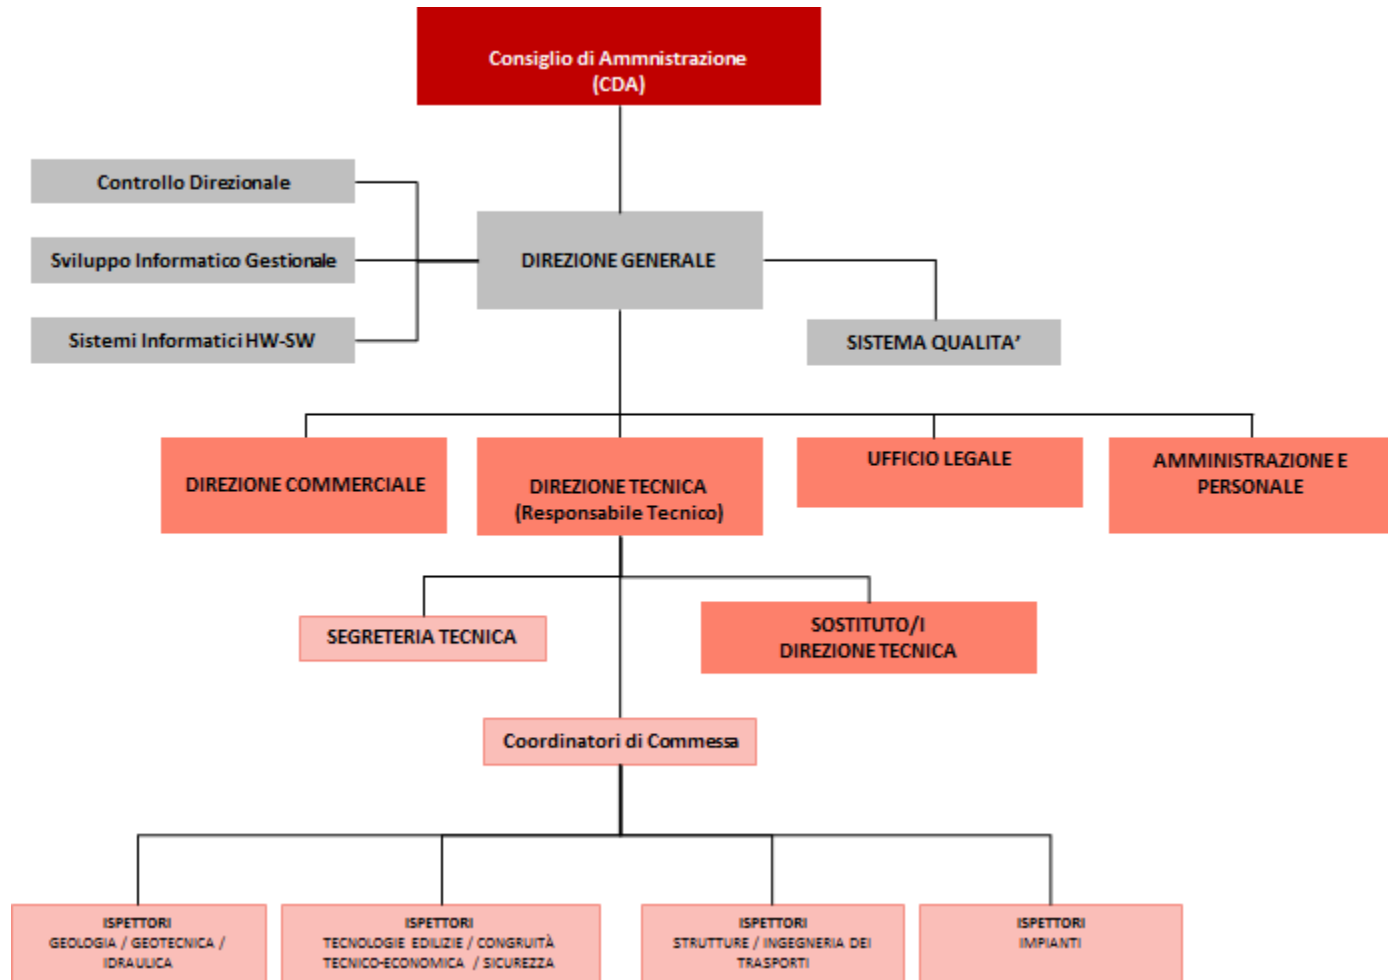 Consiglio di Ammnistrazione
(CDA)
Controllo Direzionale
Sviluppo Informatico Gestionale
DIREZIONE GENERALE
Sistemi Informatici HW-SW
SISTEMA QUALITA’
DIREZIONE COMMERCIALE
DIREZIONE TECNICA
(Responsabile Tecnico)
UFFICIO LEGALE
AMMINISTRAZIONE E
PERSONALE
SEGRETERIA TECNICA
SOSTITUTO/I
DIREZIONE TECNICA
Coordinatori di Commessa
ISPETTORI
GEOLOGIA / GEOTECNICA /
IDRAULICA
ISPETTORI
TECNOLOGIE EDILIZIE / CONGRUITÀ
TECNICO-ECONOMICA / SICUREZZA
ISPETTORI
STRUTTURE / INGEGNERIA DEI
TRASPORTI
ISPETTORI
IMPIANTI